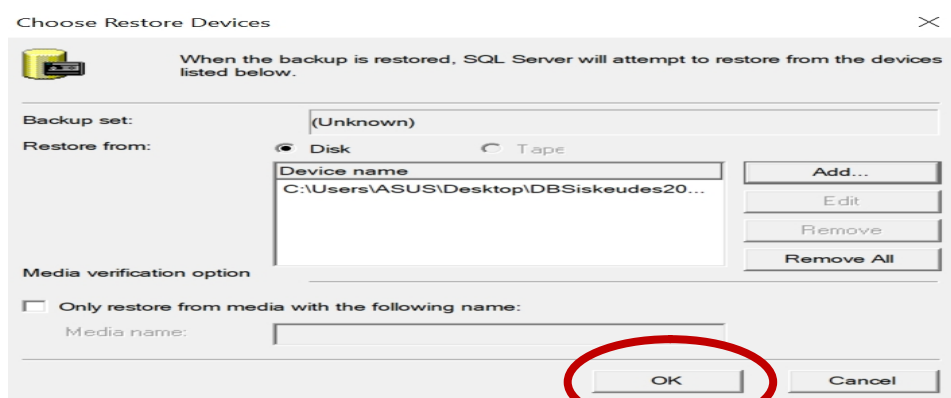 Choose Restore Devices
When the backup is restored, SQL Server will attempt to restore from the devices
listed below.
Backup set:
(Unknown)
Restore from:
Disk
Tape
Device name
C:\Users\ASUS\Desktop\DBSiskeudes20...
Add...
Edit
Remove
Remove All
Media verification option
Only restore from media with the following name:
Media name:
OK
Cancel